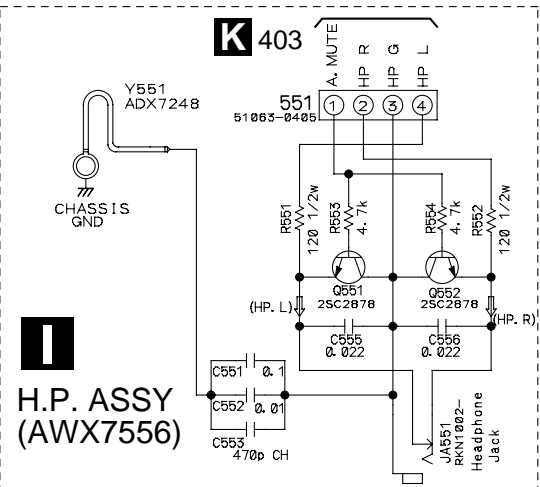 K 403
A. MUTE
HP R
HP G
HP L
551
51063-0405
1 2 3 4
Y551
ADX7248
CHASSIS
GND
R551
120 1/2w
R553
4.7k
R554
4.7k
R552
120 1/2w
Q551
2SC2878
Q552
2SC2878
(HP. L)
(HP. R)
C555
0.022
C556
0.022
I
H.P. ASSY
(AWX7556)
C551 0.1
C552 0.01
C553
470p CH
JA551
RKN1002-
Headphone
Jack